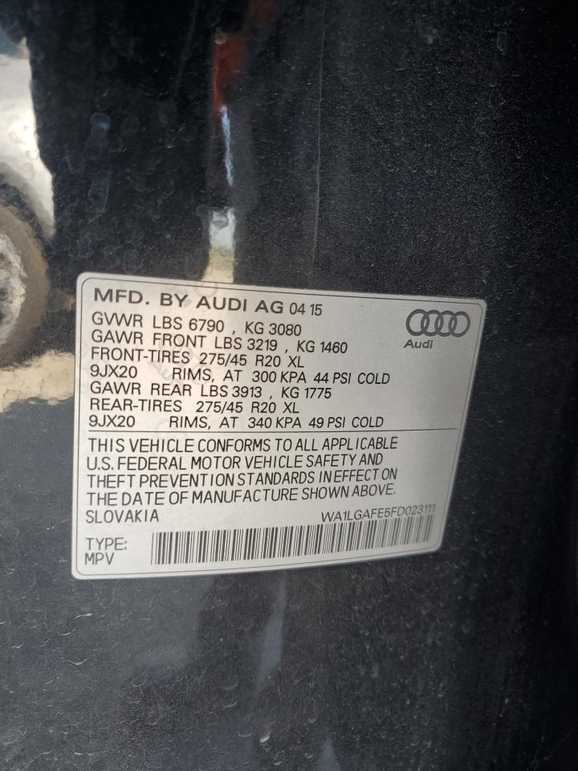 MFD. BY AUDI AG 04 15
GVWR LBS 6790 , KG 3080
GAWR FRONT LBS 3219 , KG 1460
FRONT-TIRES 275/45 R20 XL
9JX20 RIMS, AT 300 KPA 44 PSI COLD
GAWR REAR LBS 3913 , KG 1775
REAR-TIRES 275/45 R20 XL
9JX20 RIMS, AT 340 KPA 49 PSI COLD
Audi
THIS VEHICLE CONFORMS TO ALL APPLICABLE
U.S. FEDERAL MOTOR VEHICLE SAFETY AND
THEFT PREVENTION STANDARDS IN EFFECT ON
THE DATE OF MANUFACTURE SHOWN ABOVE.
SLOVAKIA
WA1LGAFE5FD023111
TYPE:
MPV